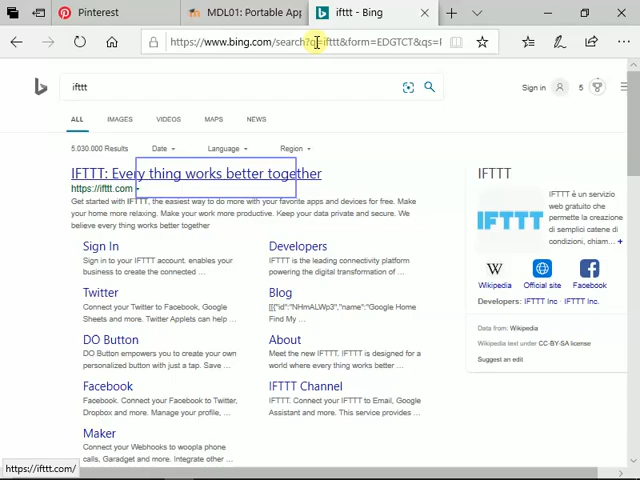 Pinterest
MDL01: Portable App
ifttt - Bing
https://www.bing.com/search?q=ifttt&form=EDGTCT&qs=
ifttt
Sign in
5
ALL
IMAGES
VIDEOS
MAPS
NEWS
5.030.000 Results
Date
Language
Region
IFTTT: Every thing works better together
https://ifttt.com
Get started with IFTTT, the easiest way to do more with your favorite apps and devices for free. Make
your home more relaxing. Make your work more productive. Keep your data private and secure. We
believe every thing works better together
Sign In
Sign in to your IFTTT account. enables your
business to create the connected ...
Developers
IFTTT is the leading connectivity platform
powering the digital transformation of ...
Twitter
Connect your Twitter to Facebook, Google
Sheets and more. Twitter Applets can help ...
Blog
[[{"id":"NHmALWp3","name":"Google Home
Find My ...
DO Button
DO Button empowers you to create your own
personalized button with just a tap. Save ...
About
Meet the new IFTTT. IFTTT is designed for a
world where every thing works better ...
Facebook
Facebook. Connect your Facebook to Twitter,
Dropbox and more. Manage your profile, ...
IFTTT Channel
IFTTT. Connect your IFTTT to Email, Google
Assistant and more. This service provides ...
Maker
Connect your Webhooks to woopla phone
calls, Garadget and more. Integrate other ...
IFTTT
IFTTT
IFTTT è un servizio
web gratuito che
permette la creazione
di semplici catene di
condizioni, chiam...
W
Wikipedia
Official site
Facebook
Developers: IFTTT Inc · IFTTT Inc.
Data from: Wikipedia
Wikipedia text under CC-BY-SA license
Suggest an edit
https://ifttt.com/